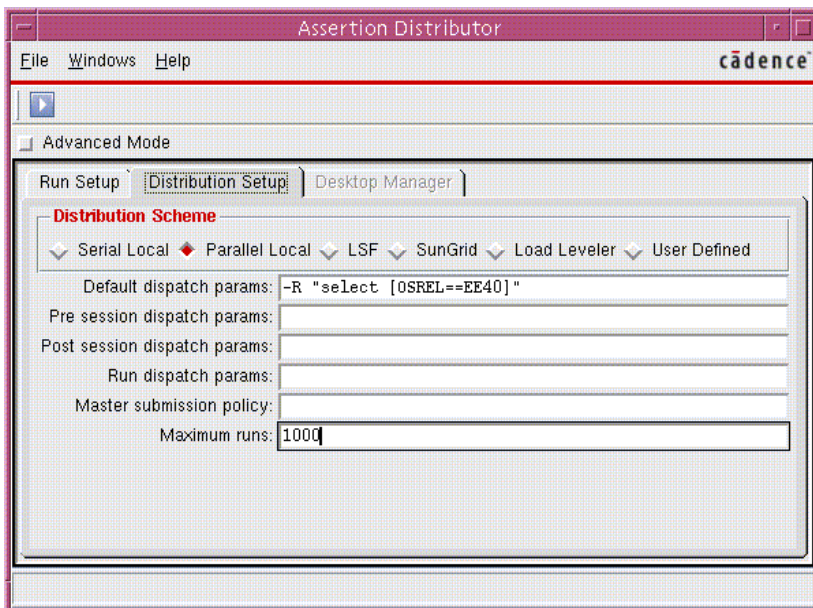 Assertion Distributor
File Windows Help
cādence
Advanced Mode
Run Setup Distribution Setup Desktop Manager
Distribution Scheme
Serial Local Parallel Local LSF SunGrid Load Leveler User Defined
Default dispatch params: -R "select [OSREL==EE40]"
Pre session dispatch params:
Post session dispatch params:
Run dispatch params:
Master submission policy:
Maximum runs: 1000